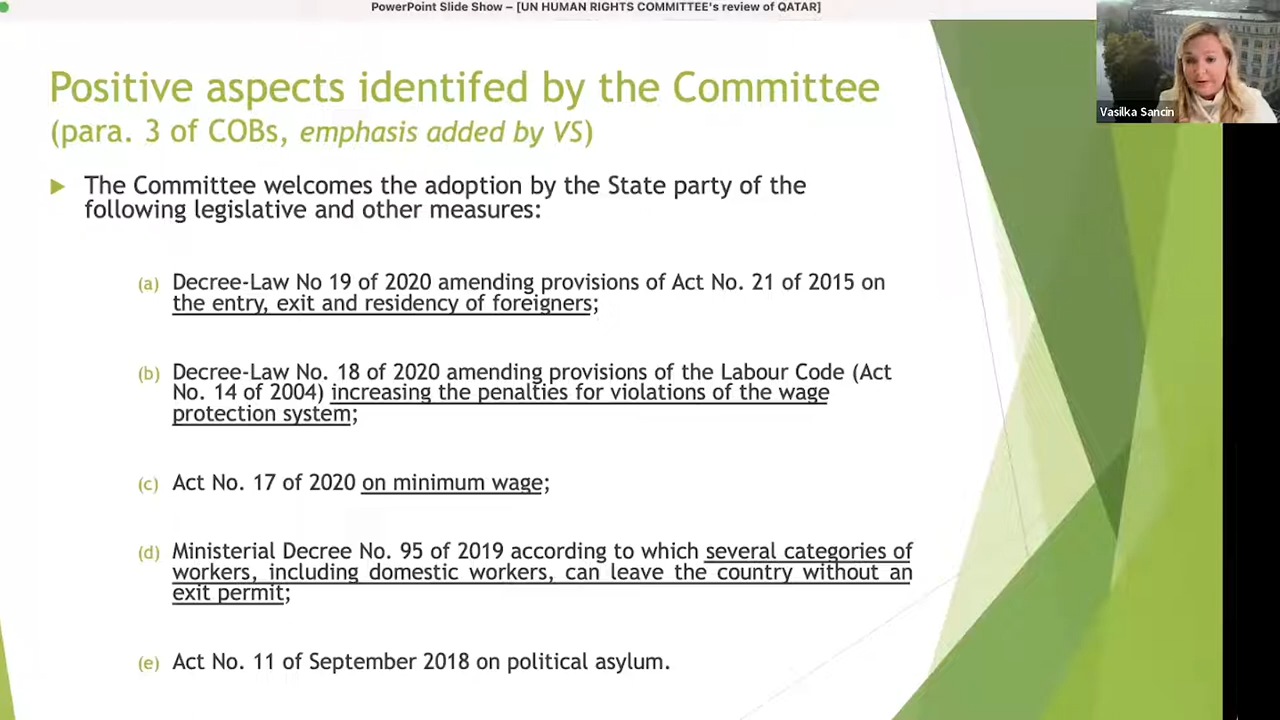 PowerPoint Slide Show – [UN HUMAN RIGHTS COMMITTEE's review of QATAR]
Vasilka Sancin
Positive aspects identifed by the Committee
(para. 3 of COBs, emphasis added by VS)
The Committee welcomes the adoption by the State party of the
following legislative and other measures:
(a) Decree-Law No 19 of 2020 amending provisions of Act No. 21 of 2015 on
the entry, exit and residency of foreigners;
(b) Decree-Law No. 18 of 2020 amending provisions of the Labour Code (Act
No. 14 of 2004) increasing the penalties for violations of the wage
protection system;
(c) Act No. 17 of 2020 on minimum wage;
(d) Ministerial Decree No. 95 of 2019 according to which several categories of
workers, including domestic workers, can leave the country without an
exit permit;
(e) Act No. 11 of September 2018 on political asylum.